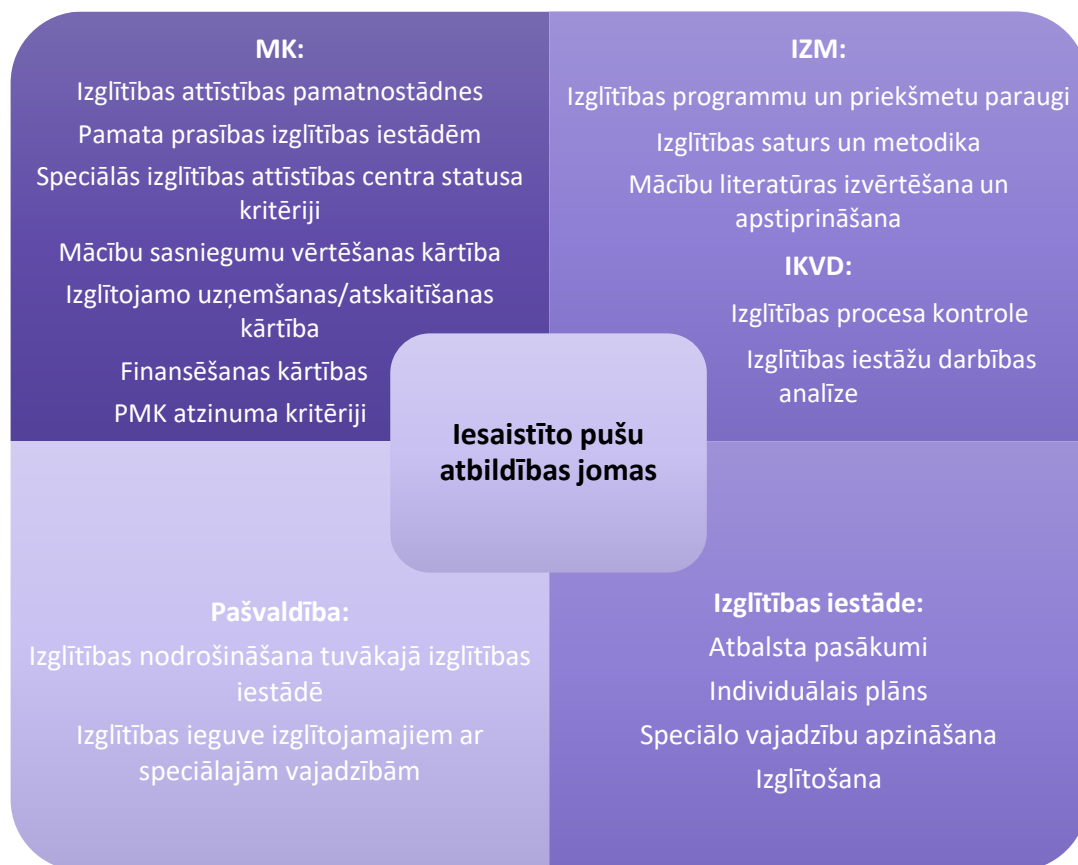 MK:
Izglītības attīstības pamatnostādnes
Pamata prasības izglītības iestādēm
Speciālās izglītības attīstības centra statusa
kritēriji
Mācību sasniegumu vērtēšanas kārtība
Izglītojamo uzņemšanas/atskaitīšanas
kārtība
Finansēšanas kārtības
PMK atzinuma kritēriji
IZM:
Izglītības programmu un priekšmetu paraugi
Izglītības saturs un metodika
Mācību literatūras izvērtēšana un
apstiprināšana
IKVD:
Izglītības procesa kontrole
Izglītības iestāžu darbības
analīze
Iesaistīto pušu
atbildības jomas
Pašvaldība:
Izglītības nodrošināšana tuvākajā izglītības
iestādē
Izglītības ieguve izglītojamajiem ar
speciālajām vajadzībām
Izglītības iestāde:
Atbalsta pasākumi
Individuālais plāns
Speciālo vajadzību apzināšana
Izglītošana